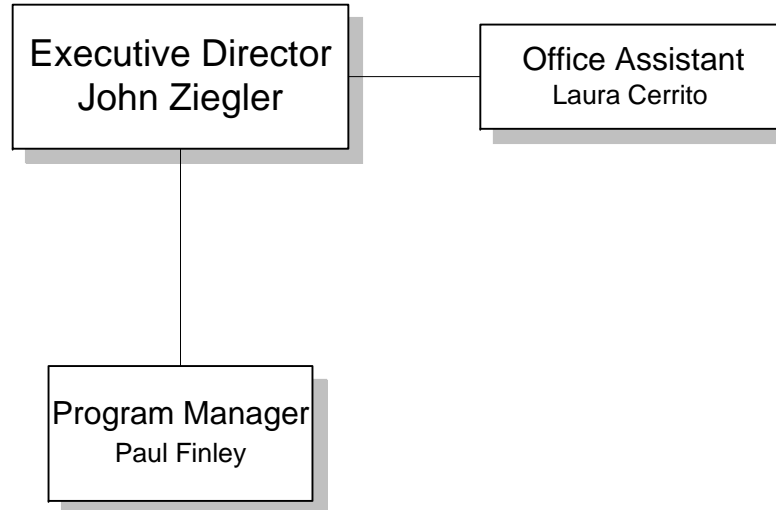 Executive Director
John Ziegler
Office Assistant
Laura Cerrito
Program Manager
Paul Finley